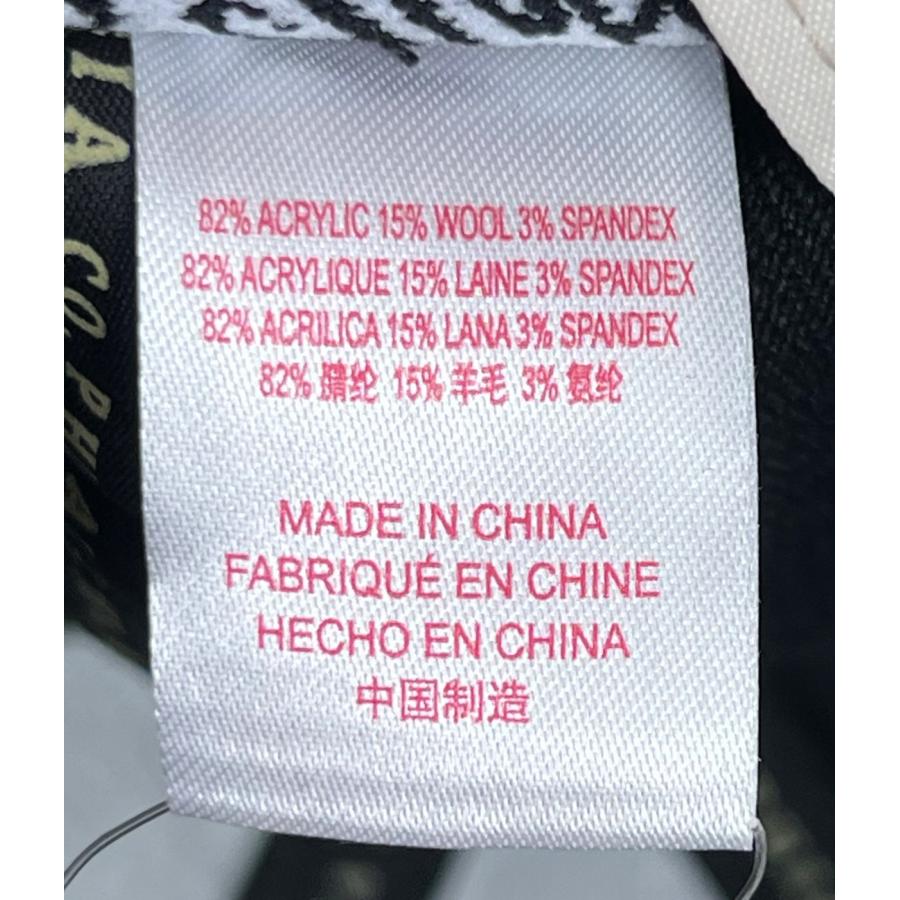 82% ACRYLIC 15% WOOL 3% SPANDEX
82% ACRYLIQUE 15% LAINE 3% SPANDEX
82% ACRILICA 15% LANA 3% SPANDEX
82% 腈纶 15% 羊毛 3% 氨纶
MADE IN CHINA
FABRIQUÉ EN CHINE
HECHO EN CHINA
中国制造
CO. PHA